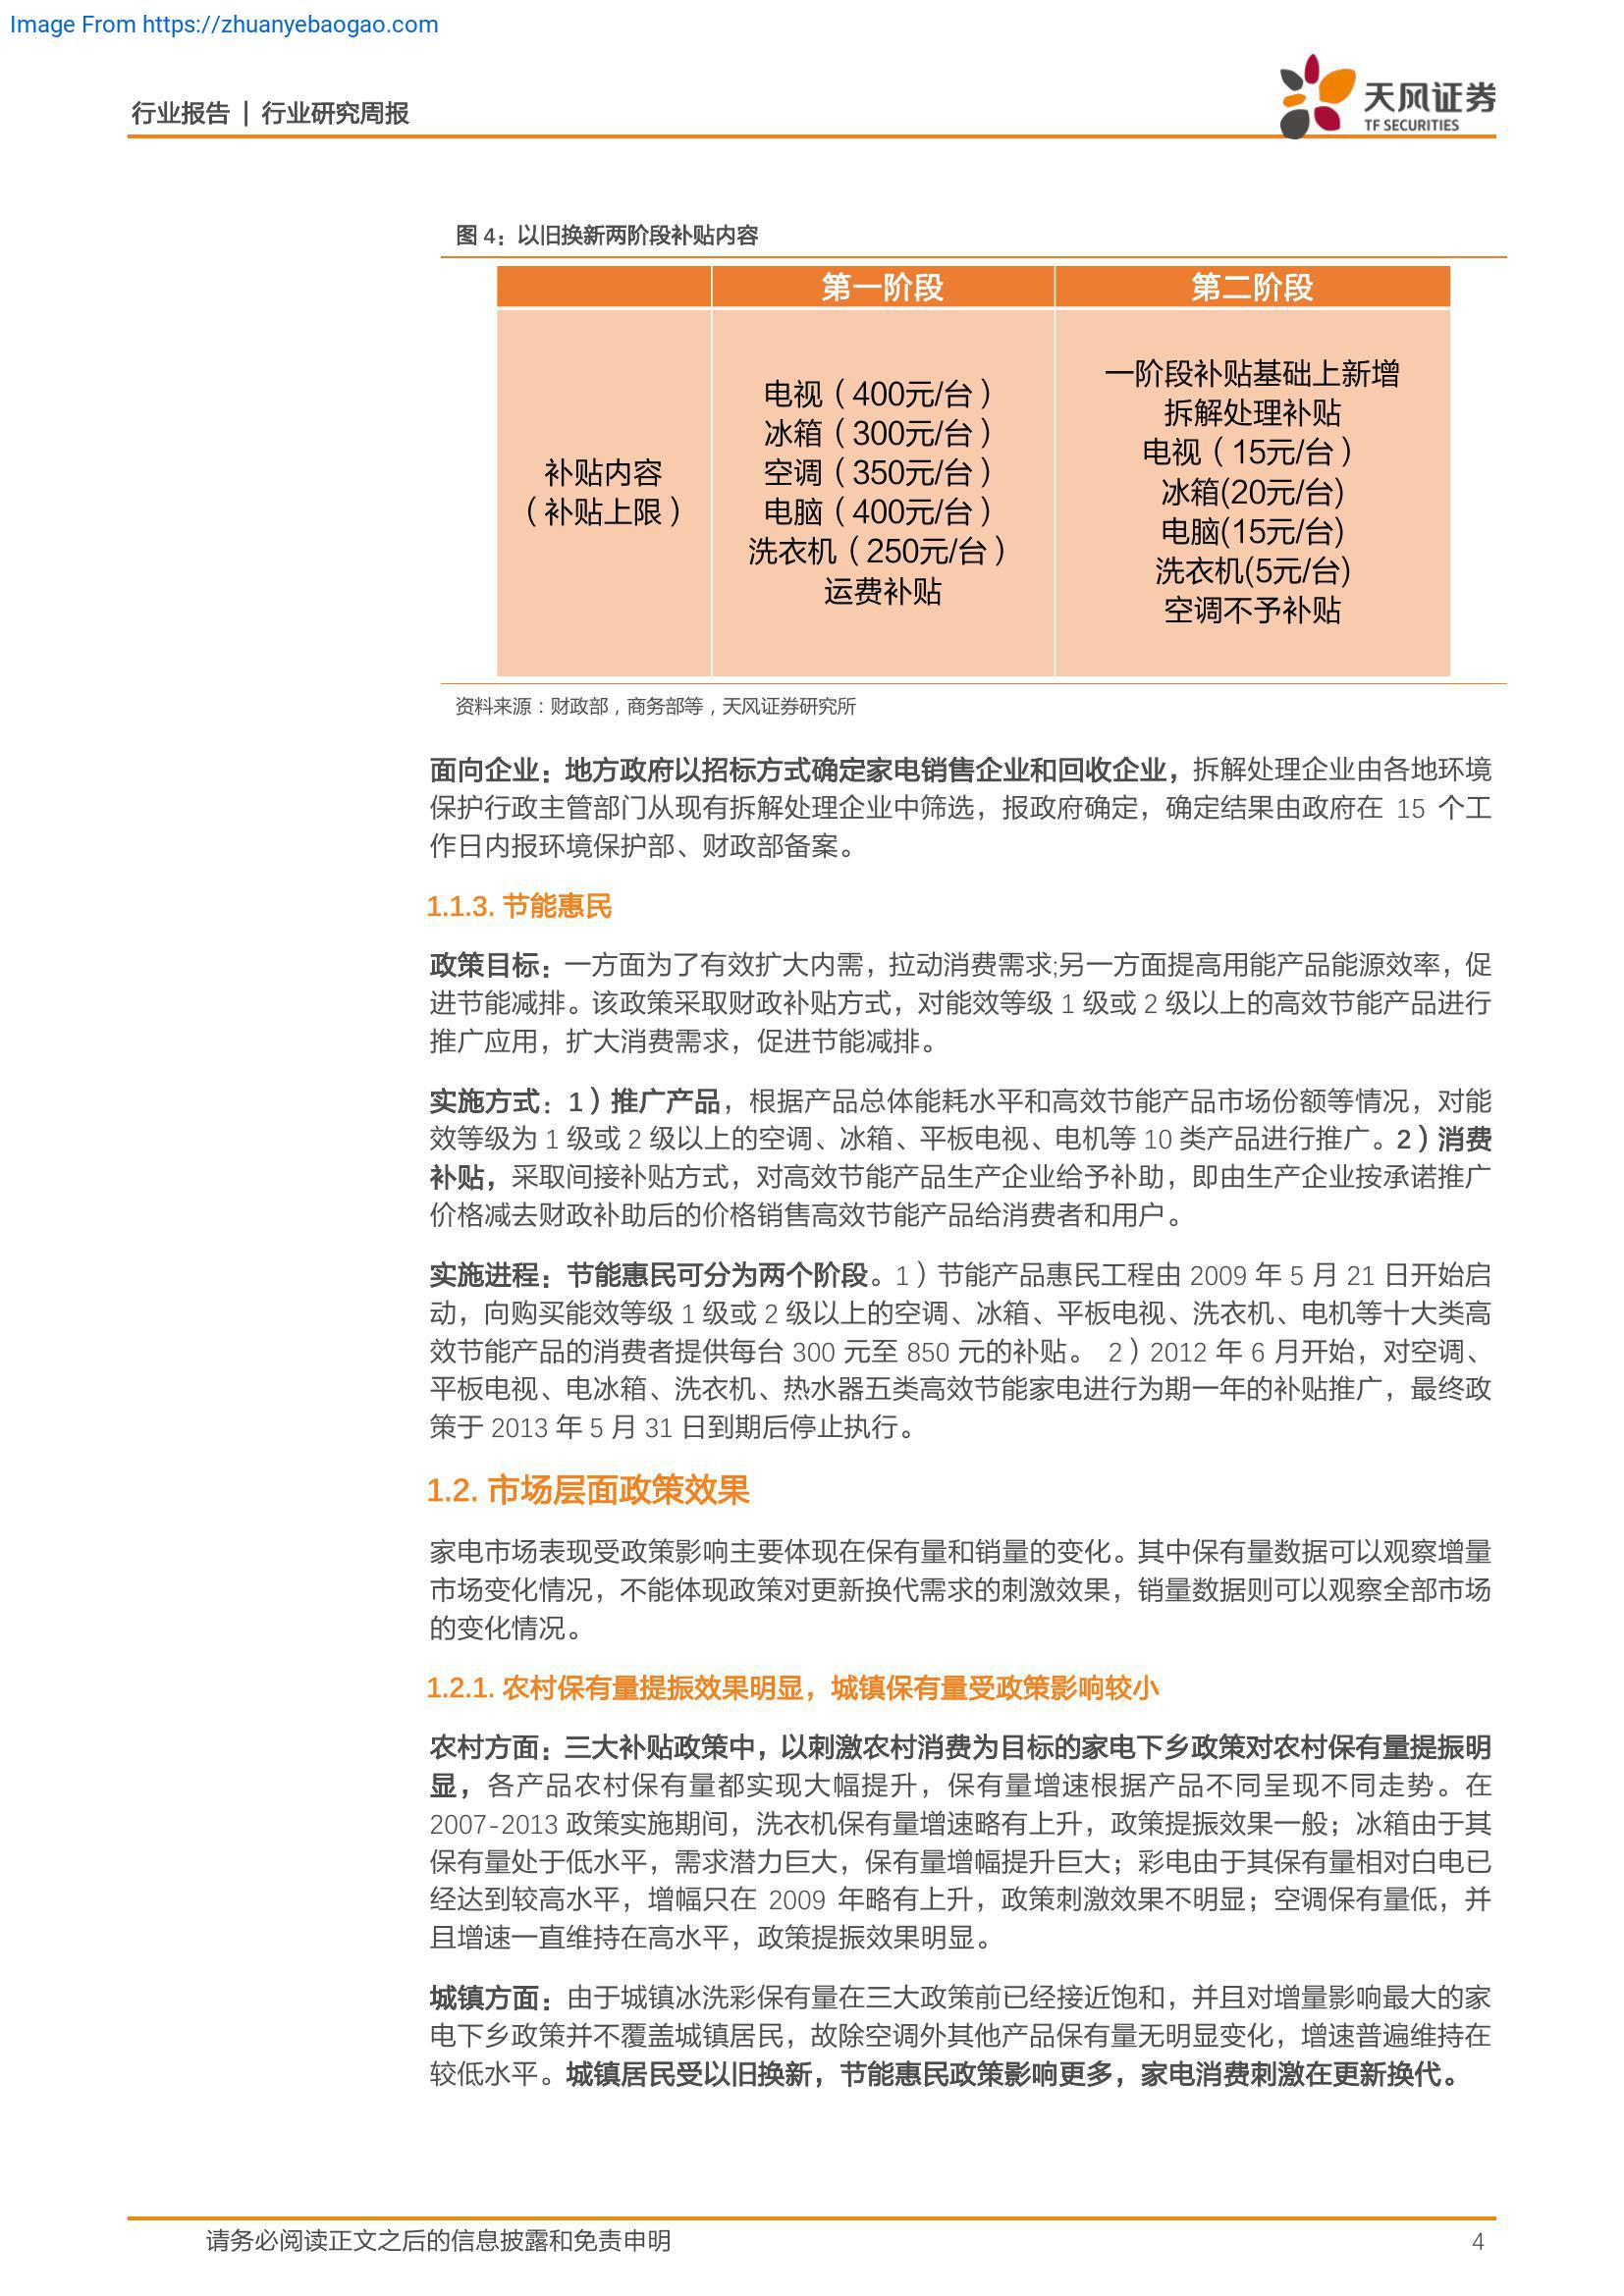 Image From https://zhuanyebaogao.com
行业报告 | 行业研究周报
天风证券
TF SECURITIES
图 4：以旧换新两阶段补贴内容
第一阶段
第二阶段
补贴内容
（补贴上限）
电视（400元/台）
冰箱（300元/台）
空调（350元/台）
电脑（400元/台）
洗衣机（250元/台）
运费补贴
一阶段补贴基础上新增
拆解处理补贴
电视（15元/台）
冰箱(20元/台)
电脑(15元/台)
洗衣机(5元/台)
空调不予补贴
资料来源：财政部，商务部等，天风证券研究所
面向企业：地方政府以招标方式确定家电销售企业和回收企业，拆解处理企业由各地环境
保护行政主管部门从现有拆解处理企业中筛选，报政府确定，确定结果由政府在 15 个工
作日内报环境保护部、财政部备案。
1.1.3. 节能惠民
政策目标：一方面为了有效扩大内需，拉动消费需求;另一方面提高用能产品能源效率，促
进节能减排。该政策采取财政补贴方式，对能效等级 1 级或 2 级以上的高效节能产品进行
推广应用，扩大消费需求，促进节能减排。
实施方式：1）推广产品，根据产品总体能耗水平和高效节能产品市场份额等情况，对能
效等级为 1 级或 2 级以上的空调、冰箱、平板电视、电机等 10 类产品进行推广。2）消费
补贴，采取间接补贴方式，对高效节能产品生产企业给予补助，即由生产企业按承诺推广
价格减去财政补助后的价格销售高效节能产品给消费者和用户。
实施进程：节能惠民可分为两个阶段。1）节能产品惠民工程由 2009 年 5 月 21 日开始启
动，向购买能效等级 1 级或 2 级以上的空调、冰箱、平板电视、洗衣机、电机等十大类高
效节能产品的消费者提供每台 300 元至 850 元的补贴。 2）2012 年 6 月开始，对空调、
平板电视、电冰箱、洗衣机、热水器五类高效节能家电进行为期一年的补贴推广，最终政
策于 2013 年 5 月 31 日到期后停止执行。
1.2. 市场层面政策效果
家电市场表现受政策影响主要体现在保有量和销量的变化。其中保有量数据可以观察增量
市场变化情况，不能体现政策对更新换代需求的刺激效果，销量数据则可以观察全部市场
的变化情况。
1.2.1. 农村保有量提振效果明显，城镇保有量受政策影响较小
农村方面：三大补贴政策中，以刺激农村消费为目标的家电下乡政策对农村保有量提振明
显，各产品农村保有量都实现大幅提升，保有量增速根据产品不同呈现不同走势。在
2007-2013 政策实施期间，洗衣机保有量增速略有上升，政策提振效果一般；冰箱由于其
保有量处于低水平，需求潜力巨大，保有量增幅提升巨大；彩电由于其保有量相对白电已
经达到较高水平，增幅只在 2009 年略有上升，政策刺激效果不明显；空调保有量低，并
且增速一直维持在高水平，政策提振效果明显。
城镇方面：由于城镇冰洗彩保有量在三大政策前已经接近饱和，并且对增量影响最大的家
电下乡政策并不覆盖城镇居民，故除空调外其他产品保有量无明显变化，增速普遍维持在
较低水平。城镇居民受以旧换新，节能惠民政策影响更多，家电消费刺激在更新换代。
请务必阅读正文之后的信息披露和免责申明
4